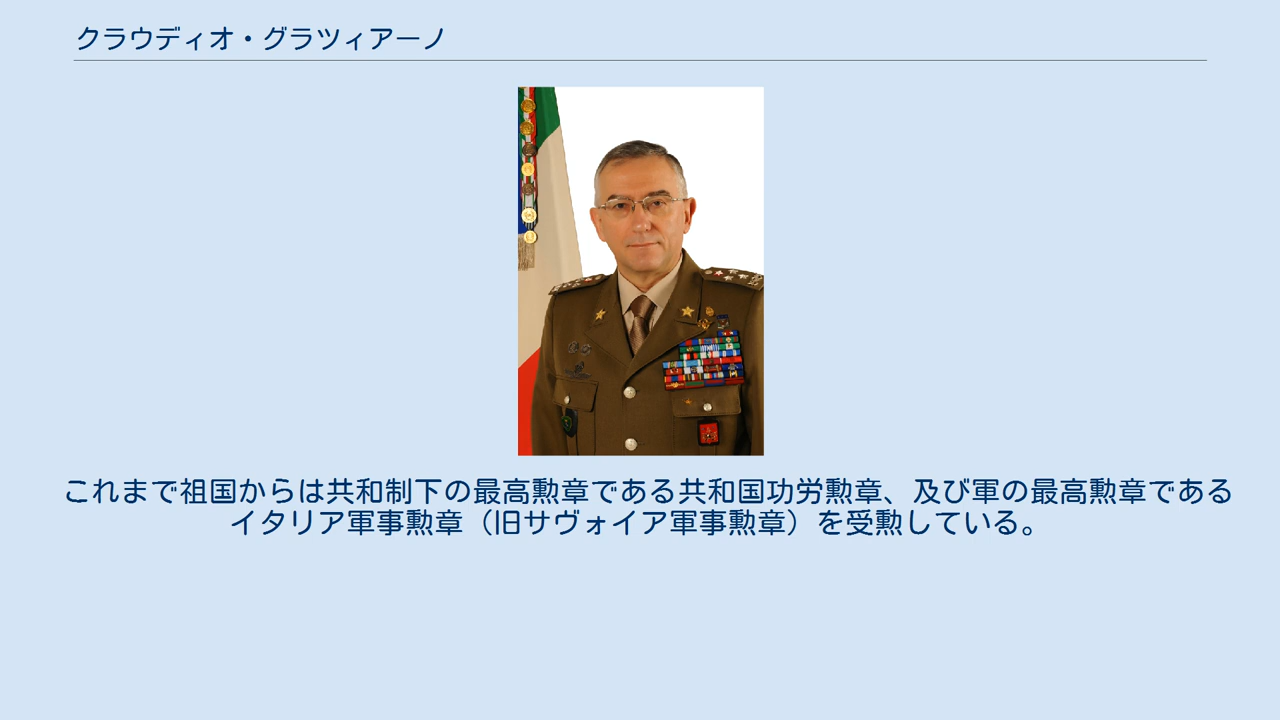 クラウディオ・グラツィアーノ
これまで祖国からは共和制下の最高勲章である共和国功労勲章、及び軍の最高勲章である
イタリア軍事勲章（旧サヴォイア軍事勲章）を受勲している。